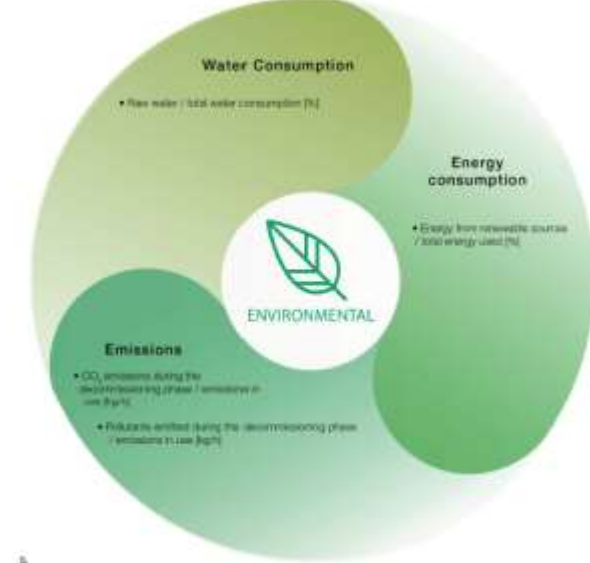 Water Consumption
• Raw water / total water consumption [%]
Energy
consumption
• Energy from renewable sources
/ total energy used [%]
ENVIRONMENTAL
Emissions
• CO₂ emissions during the
decommissioning phase / emissions in
use [kg/h]
• Pollutants emitted during the decommissioning phase
/ emissions in use [kg/h]